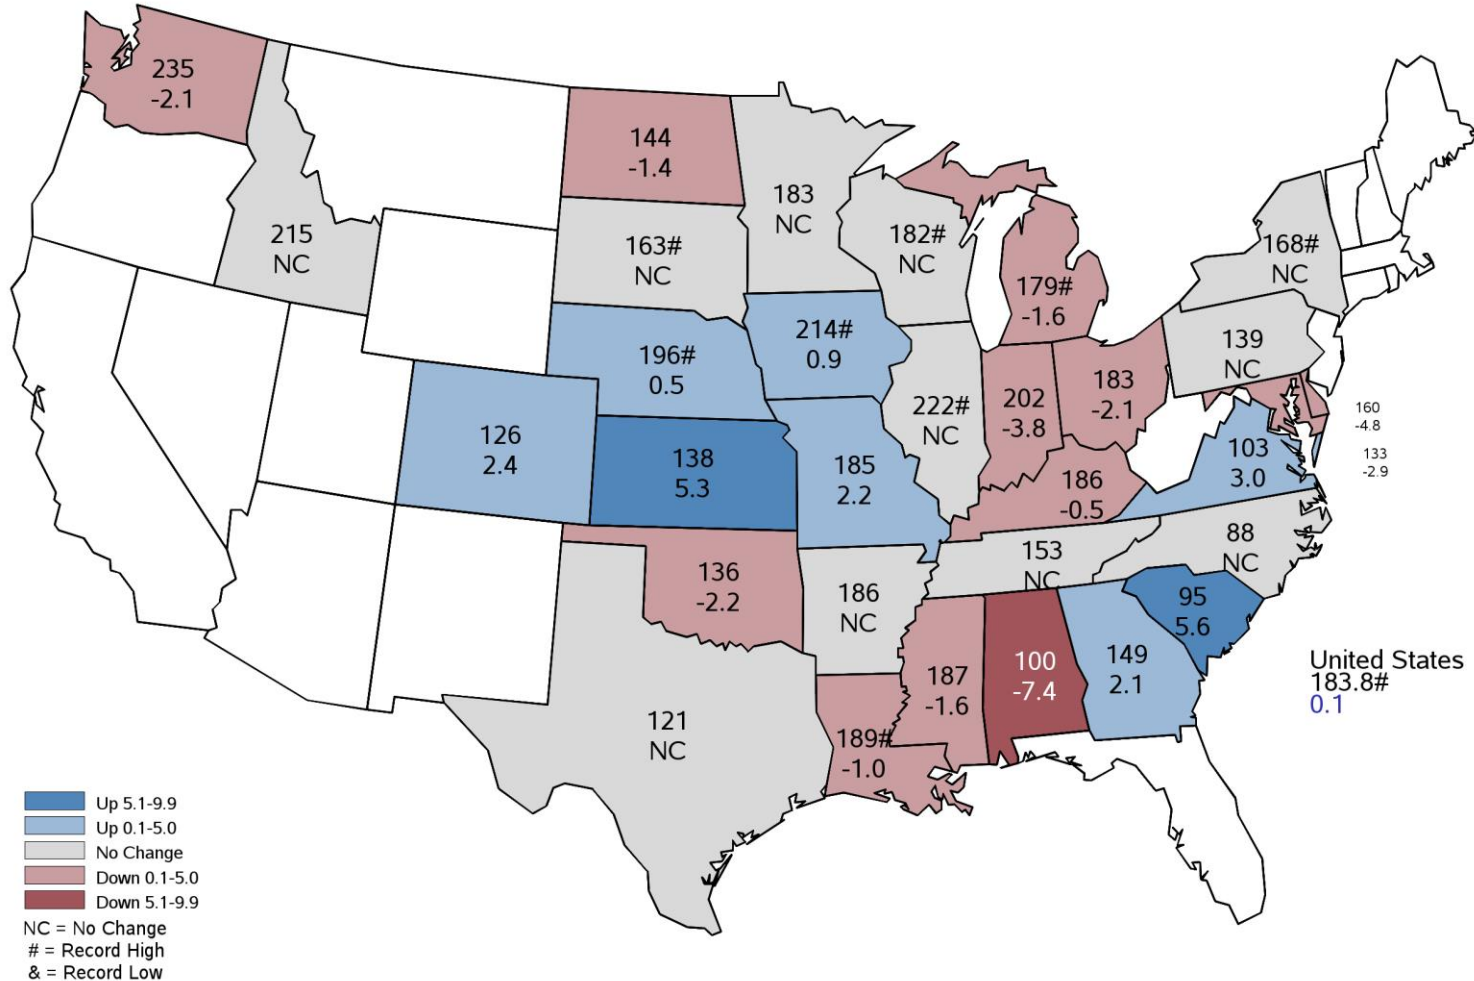 235
-2.1
215
NC
144
-1.4
163#
NC
183
NC
182#
NC
179#
-1.6
168#
NC
139
NC
196#
0.5
214#
0.9
222#
NC
202
-3.8
183
-2.1
160
-4.8
133
-2.9
126
2.4
138
5.3
185
2.2
186
-0.5
103
3.0
136
-2.2
186
NC
153
NC
88
NC
95
5.6
187
-1.6
100
-7.4
149
2.1
121
NC
189#
-1.0
United States
183.8#
0.1
Up 5.1-9.9
Up 0.1-5.0
No Change
Down 0.1-5.0
Down 5.1-9.9
NC = No Change
# = Record High
& = Record Low